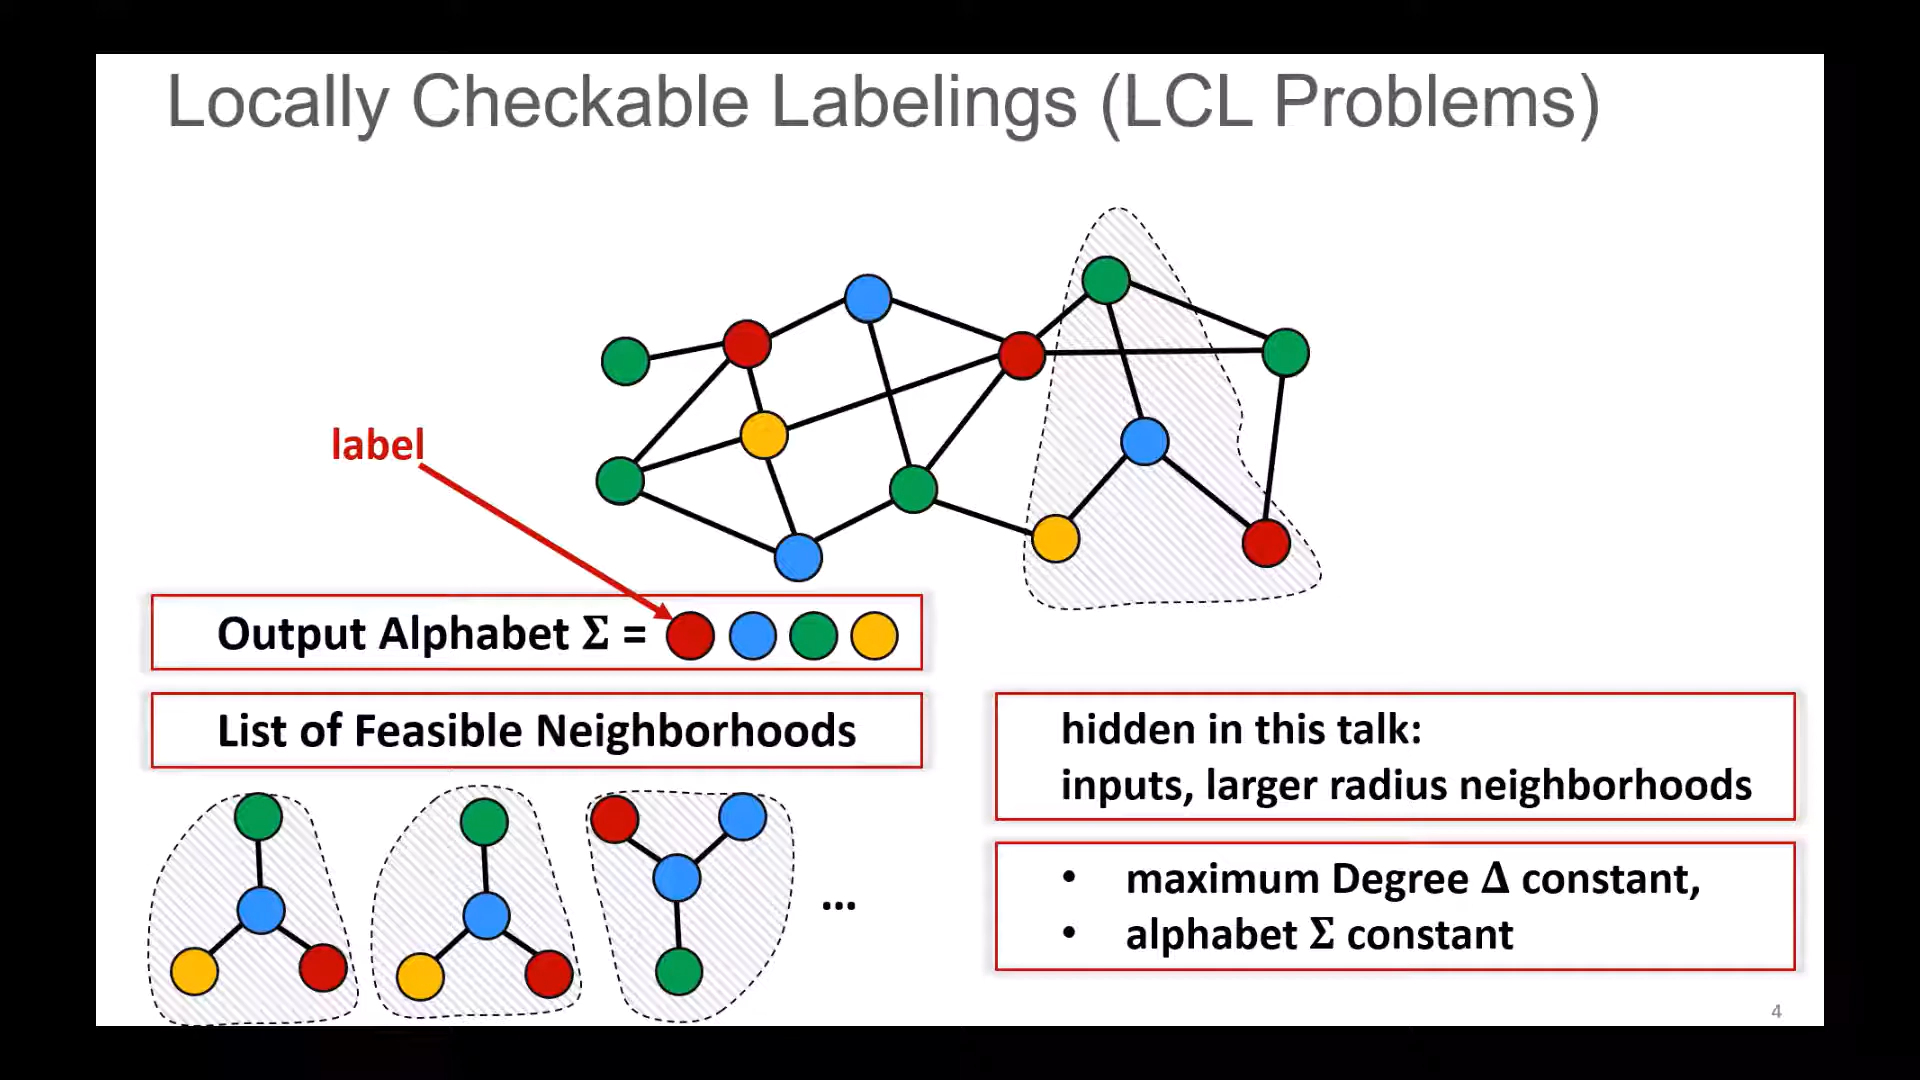 Locally Checkable Labelings (LCL Problems)
label
Output Alphabet Σ =
List of Feasible Neighborhoods
...
hidden in this talk:
inputs, larger radius neighborhoods
• maximum Degree Δ constant,
• alphabet Σ constant
4